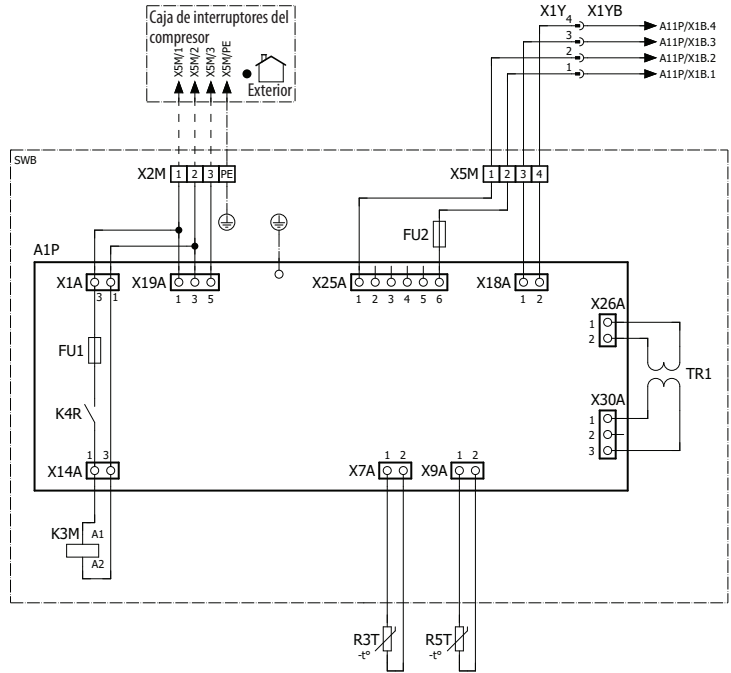 Caja de interruptores del
compresor
X5M/1
X5M/2
X5M/3
X5M/PE
Exterior
X1Y
X1YB
4
A11P/X1B.4
3
A11P/X1B.3
2
A11P/X1B.2
1
A11P/X1B.1
SWB
X2M 1 2 3 PE
X5M 1 2 3 4
FU2
A1P
X1A
3 1
X19A
1 3 5
X25A
1 2 3 4 5 6
X18A
1 2
X26A
1
2
FU1
TR1
K4R
X30A
1
2
3
1 3
X14A
1 2
X7A
1 2
X9A
K3M
A1
A2
R3T
-t°
R5T
-t°